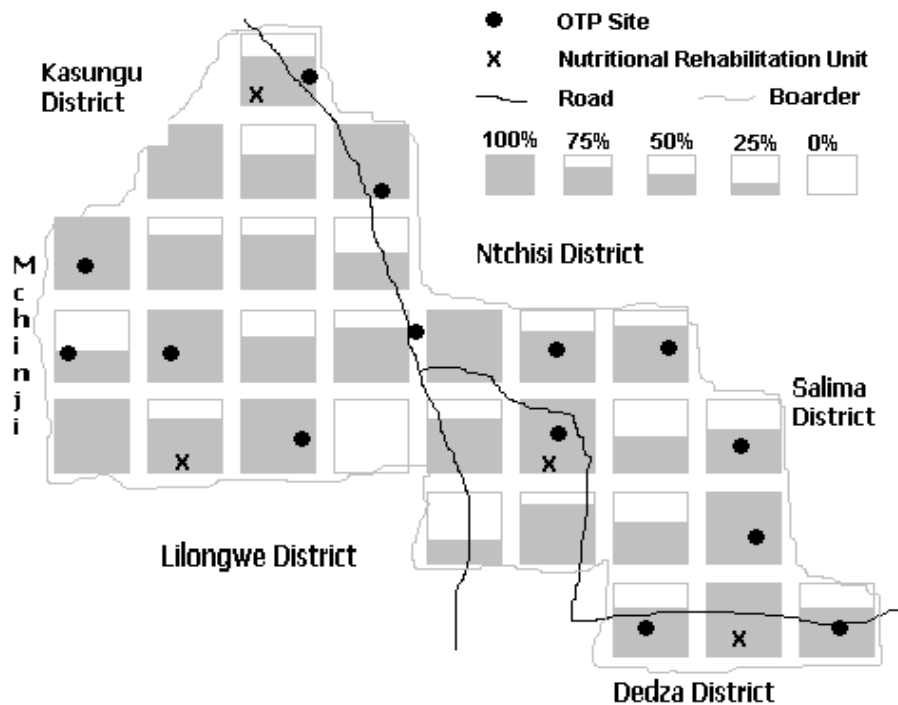 OTP Site
X Nutritional Rehabilitation Unit
Road Boarder
100% 75% 50% 25% 0%
Kasungu
District
X
Ntchisi District
Mchinji
Salima
District
X
X
Lilongwe District
X
Dedza District